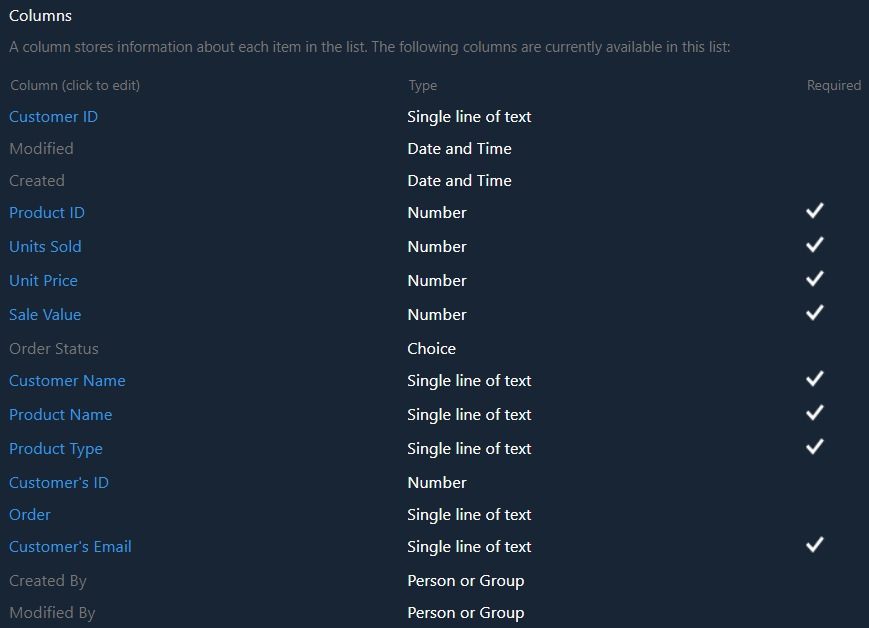 Columns
A column stores information about each item in the list. The following columns are currently available in this list:
Column (click to edit) Type Required
Customer ID Single line of text
Modified Date and Time
Created Date and Time
Product ID Number
Units Sold Number
Unit Price Number
Sale Value Number
Order Status Choice
Customer Name Single line of text
Product Name Single line of text
Product Type Single line of text
Customer's ID Number
Order Single line of text
Customer's Email Single line of text
Created By Person or Group
Modified By Person or Group